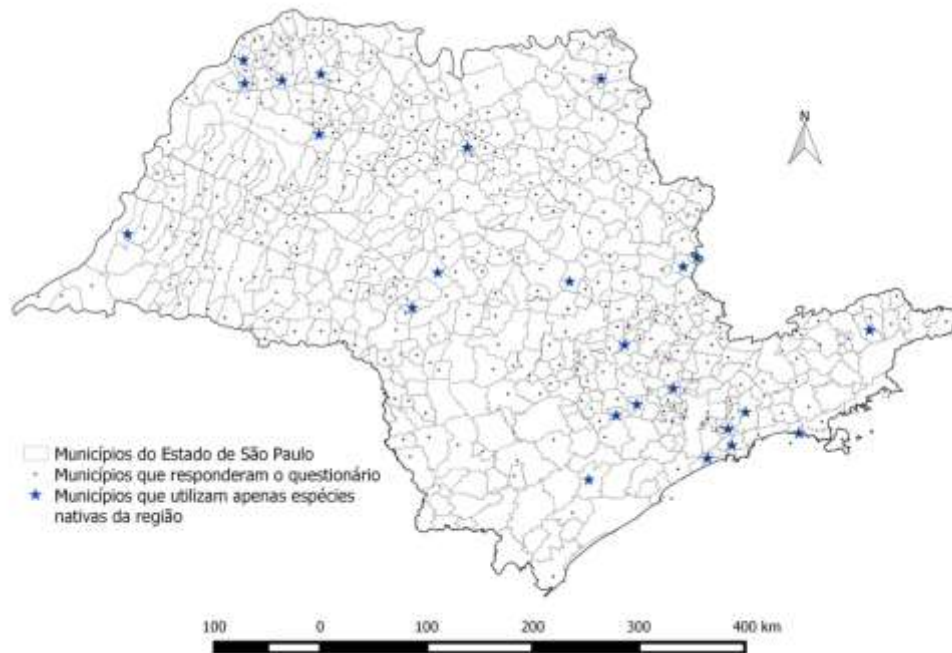 N
Municípios do Estado de São Paulo
Municípios que responderam o questionário
Municípios que utilizam apenas espécies
nativas da região
100 0 100 200 300 400 km